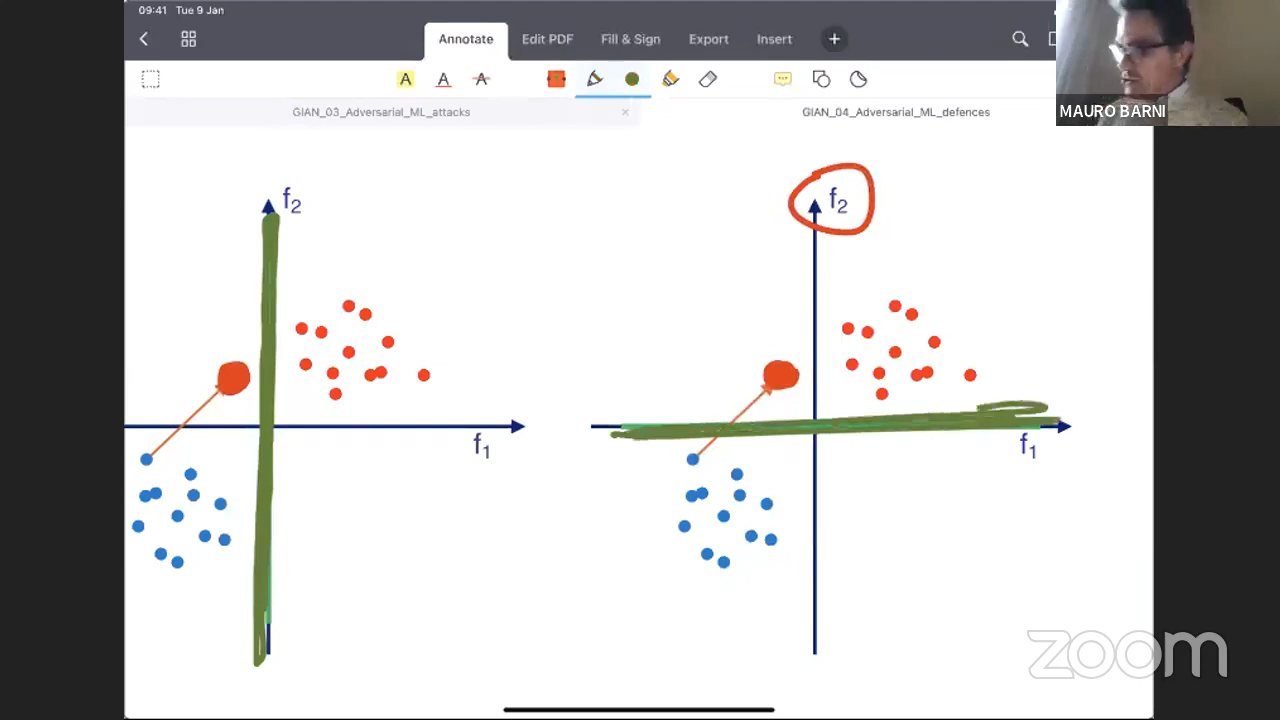 09:41 Tue 9 Jan
Annotate Edit PDF Fill & Sign Export Insert +
A A A
GIAN_03_Adversarial_ML_attacks × GIAN_04_Adversarial_ML_defences
MAURO BARNI
f2 f2
f1 f1
zoom